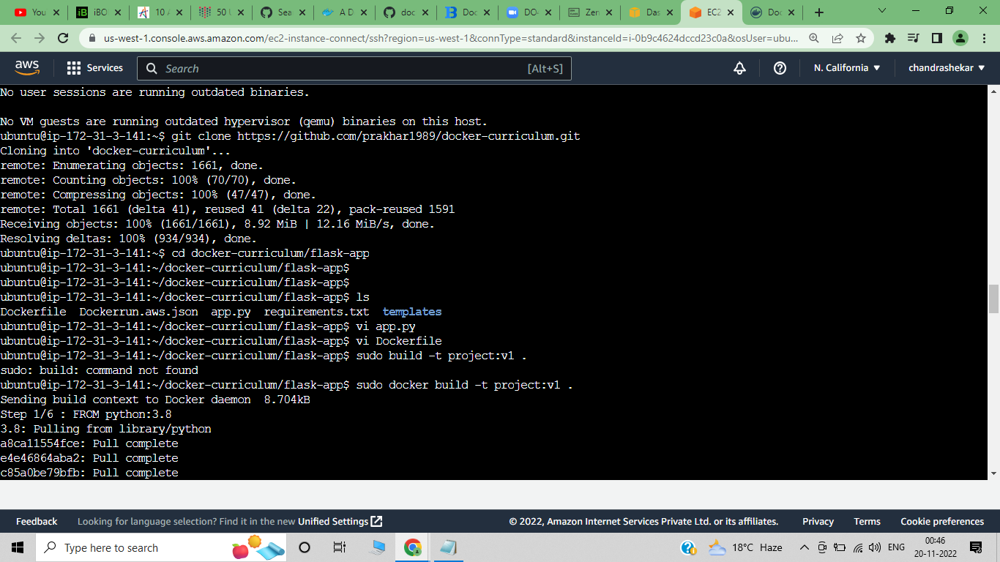 You
iBO
10 A
50 U
Sea
A D
doc
Doc
DO4
Zen
Das
EC2
Doc
us-west-1.console.aws.amazon.com/ec2-instance-connect/ssh?region=us-west-1&connType=standard&instanceId=i-0b9c4624dccd23c0a&osUser=ubu...
aws Services Search [Alt+S] N. California chandrashekar
No user sessions are running outdated binaries.
No VM guests are running outdated hypervisor (qemu) binaries on this host.
ubuntu@ip-172-31-3-141:~$ git clone https://github.com/prakhar1989/docker-curriculum.git
Cloning into 'docker-curriculum'...
remote: Enumerating objects: 1661, done.
remote: Counting objects: 100% (70/70), done.
remote: Compressing objects: 100% (47/47), done.
remote: Total 1661 (delta 41), reused 41 (delta 22), pack-reused 1591
Receiving objects: 100% (1661/1661), 8.92 MiB | 12.16 MiB/s, done.
Resolving deltas: 100% (934/934), done.
ubuntu@ip-172-31-3-141:~$ cd docker-curriculum/flask-app
ubuntu@ip-172-31-3-141:~/docker-curriculum/flask-app$
ubuntu@ip-172-31-3-141:~/docker-curriculum/flask-app$
ubuntu@ip-172-31-3-141:~/docker-curriculum/flask-app$ ls
Dockerfile  Dockerrun.aws.json  app.py  requirements.txt  templates
ubuntu@ip-172-31-3-141:~/docker-curriculum/flask-app$ vi app.py
ubuntu@ip-172-31-3-141:~/docker-curriculum/flask-app$ vi Dockerfile
ubuntu@ip-172-31-3-141:~/docker-curriculum/flask-app$ sudo build -t project:v1 .
sudo: build: command not found
ubuntu@ip-172-31-3-141:~/docker-curriculum/flask-app$ sudo docker build -t project:v1 .
Sending build context to Docker daemon  8.704kB
Step 1/6 : FROM python:3.8
3.8: Pulling from library/python
a8ca11554fce: Pull complete
e4e46864aba2: Pull complete
c85a0be79bfb: Pull complete
Feedback Looking for language selection? Find it in the new Unified Settings © 2022, Amazon Internet Services Private Ltd. or its affiliates. Privacy Terms Cookie preferences
Type here to search 18°C Haze ENG 00:46
20-11-2022